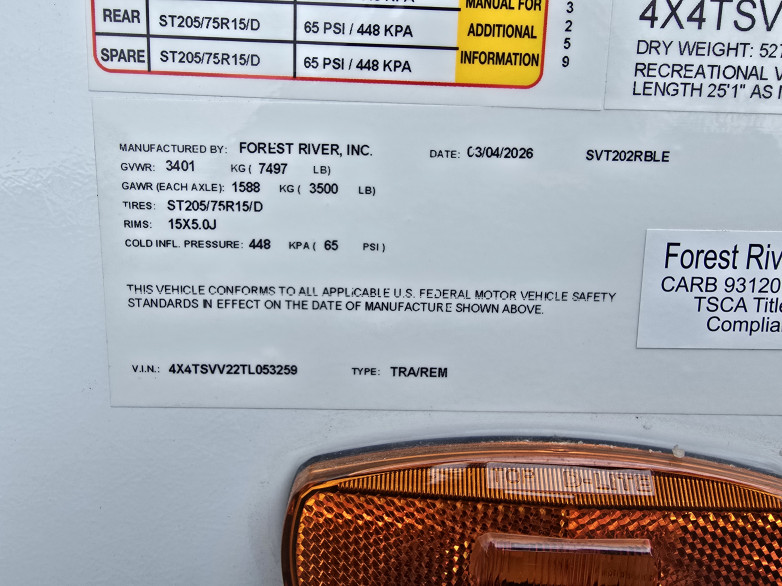 MANUAL FOR
ADDITIONAL
INFORMATION
REAR ST205/75R15/D 65 PSI / 448 KPA
SPARE ST205/75R15/D 65 PSI / 448 KPA
3
2
5
9
4X4TSV
DRY WEIGHT: 527
RECREATIONAL V
LENGTH 25'1" AS
MANUFACTURED BY: FOREST RIVER, INC. DATE: 03/04/2026 SVT202RBLE
GVWR: 3401 KG ( 7497 LB)
GAWR (EACH AXLE): 1588 KG ( 3500 LB)
TIRES: ST205/75R15/D
RIMS: 15X5.0J
COLD INFL. PRESSURE: 448 KPA ( 65 PSI )
THIS VEHICLE CONFORMS TO ALL APPLICABLE U.S. FEDERAL MOTOR VEHICLE SAFETY
STANDARDS IN EFFECT ON THE DATE OF MANUFACTURE SHOWN ABOVE.
V.I.N.: 4X4TSVV22TL053259 TYPE: TRA/REM
Forest Riv
CARB 93120
TSCA Title
Complia